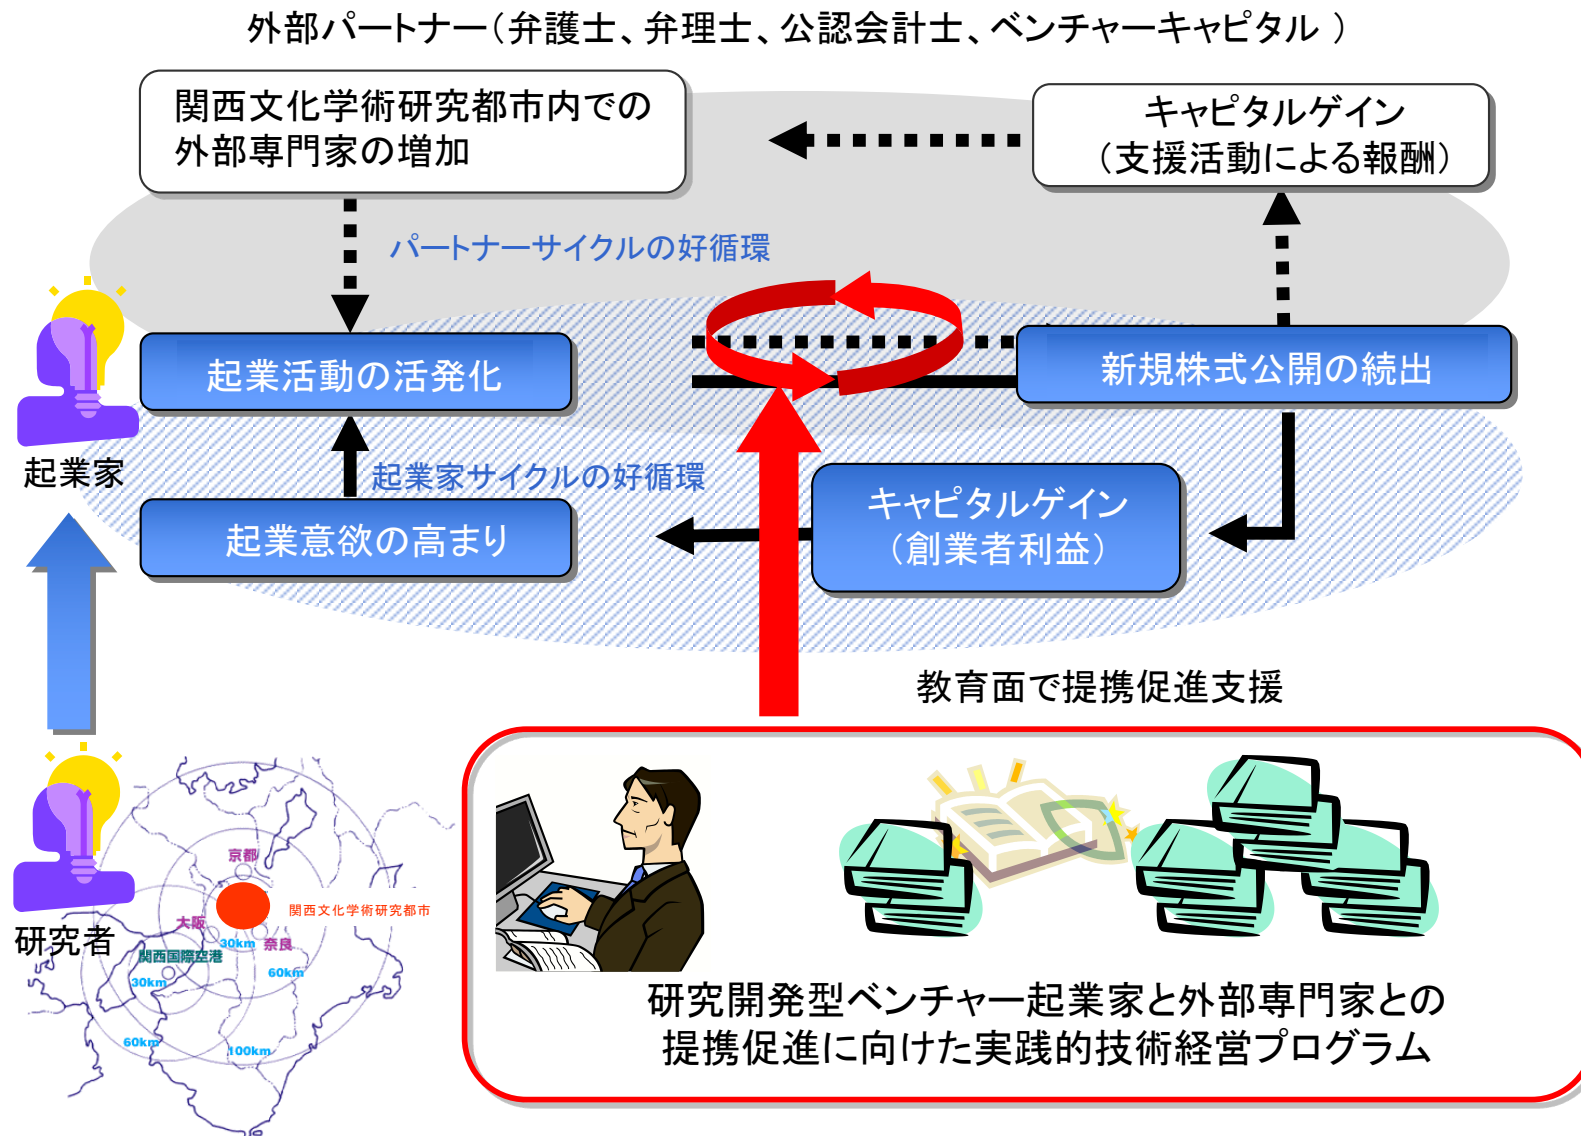 外部パートナー（弁護士、弁理士、公認会計士、ベンチャーキャピタル ）
関西文化学術研究都市内での
外部専門家の増加
キャピタルゲイン
（支援活動による報酬）
パートナーサイクルの好循環
起業活動の活発化
新規株式公開の続出
起業家
起業家サイクルの好循環
起業意欲の高まり
キャピタルゲイン
（創業者利益）
教育面で提携促進支援
研究者
京都
関西文化学術研究都市
大阪
30km
奈良
関西国際空港
30km
60km
60km
100km
研究開発型ベンチャー起業家と外部専門家との
提携促進に向けた実践的技術経営プログラム